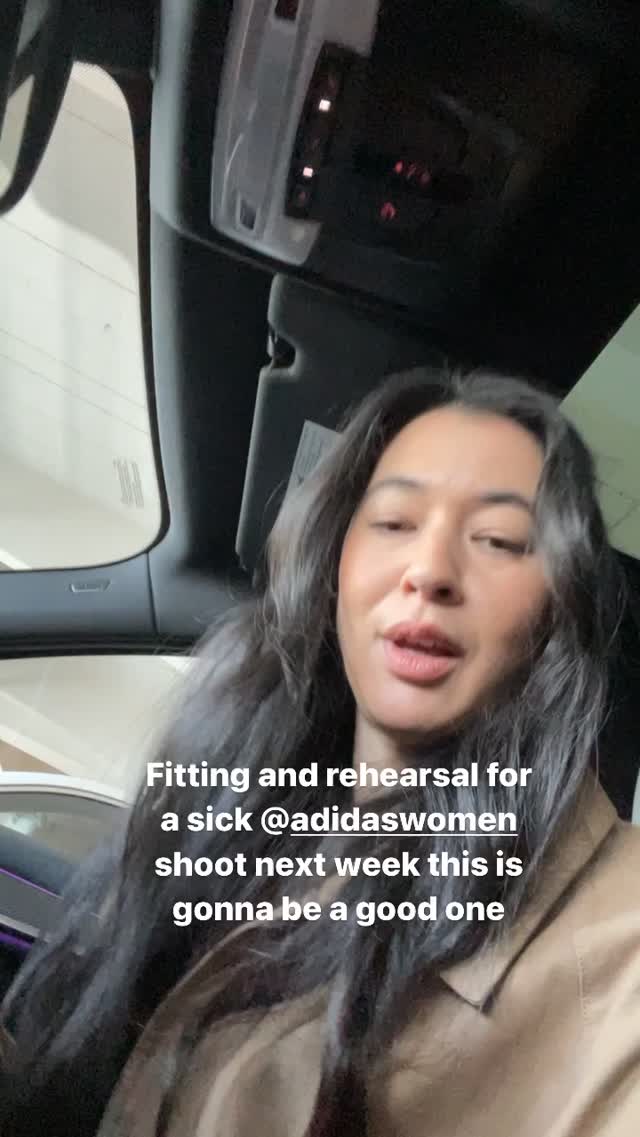 Fitting and rehearsal for
a sick @adidaswomen
shoot next week this is
gonna be a good one